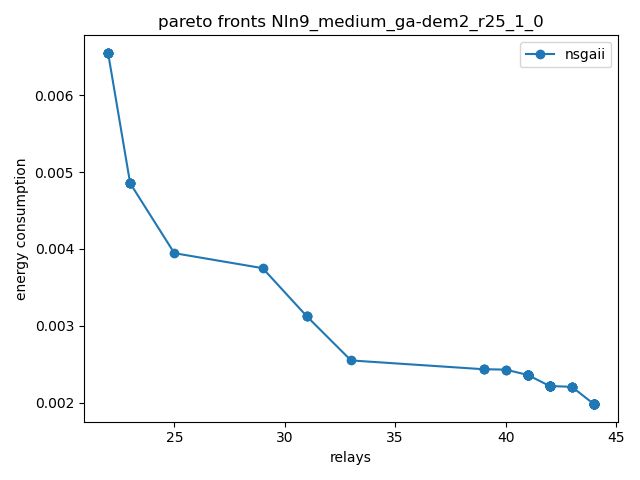 pareto fronts NIn9_medium_ga-dem2_r25_1_0
nsgaii
0.006
0.005
0.004
0.003
0.002
energy consumption
25
30
35
40
45
relays